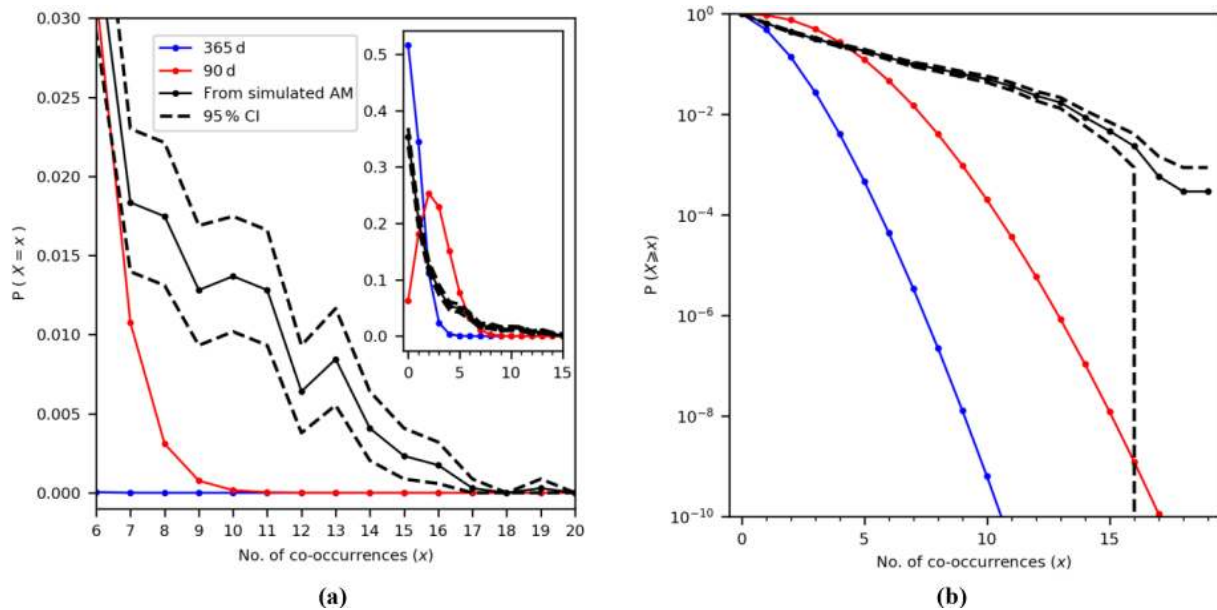 0.030
0.025
0.020
0.015
0.010
0.005
0.000
P ( X = x )
6 7 8 9 10 11 12 13 14 15 16 17 18 19 20
No. of co-occurrences (x)
365 d
90 d
From simulated AM
95 % CI
0.5
0.4
0.3
0.2
0.1
0.0
0 5 10 15
(a)
10⁰
10⁻²
10⁻⁴
10⁻⁶
10⁻⁸
10⁻¹⁰
P (X⩾x)
0 5 10 15
No. of co-occurrences (x)
(b)